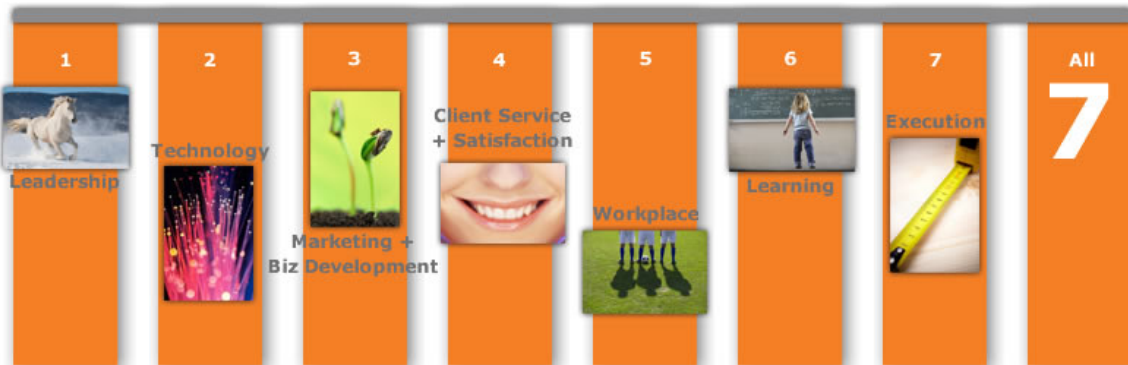 1
Leadership
2
Technology
3
Marketing +
Biz Development
4
Client Service
+ Satisfaction
5
Workplace
6
Learning
7
Execution
All
7